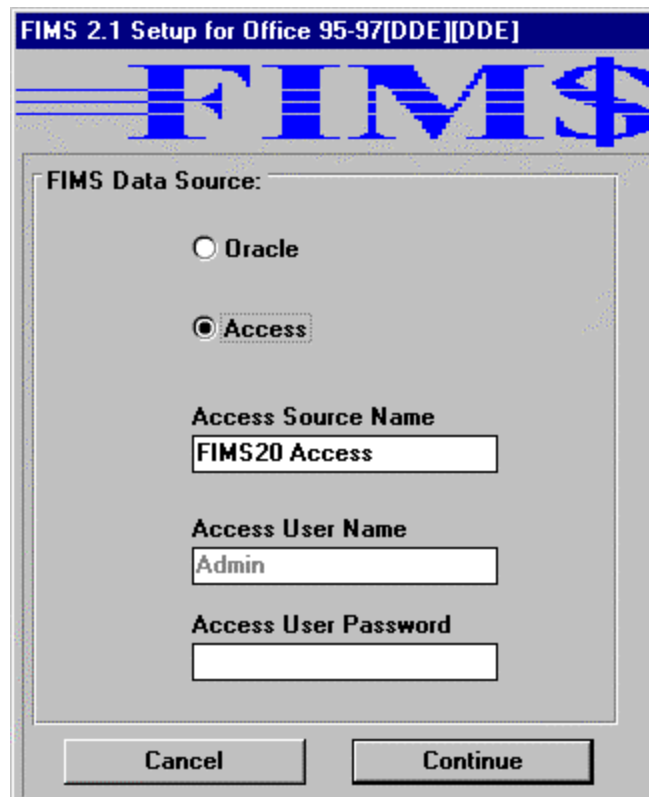 FIMS 2.1 Setup for Office 95-97[DDE][DDE]
FIM$
FIMS Data Source:
Oracle
Access
Access Source Name
FIMS20 Access
Access User Name
Admin
Access User Password
Cancel
Continue